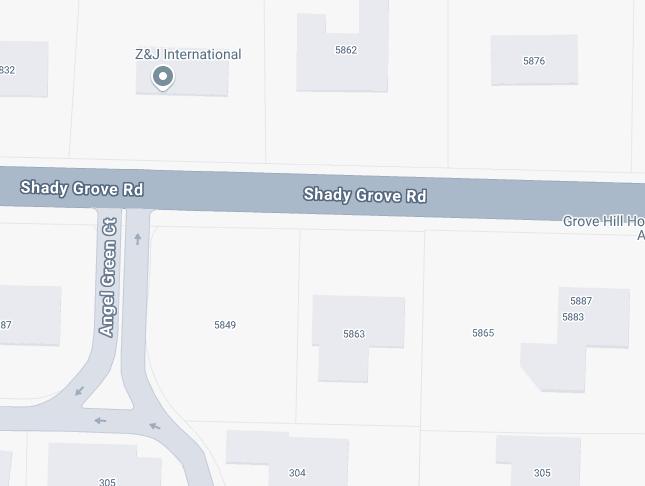 Z&J International
5862
5876
832
Shady Grove Rd
Shady Grove Rd
Grove Hill Ho
A
Angel Green Ct
5887
5883
87
5849
5863
5865
305
304
305